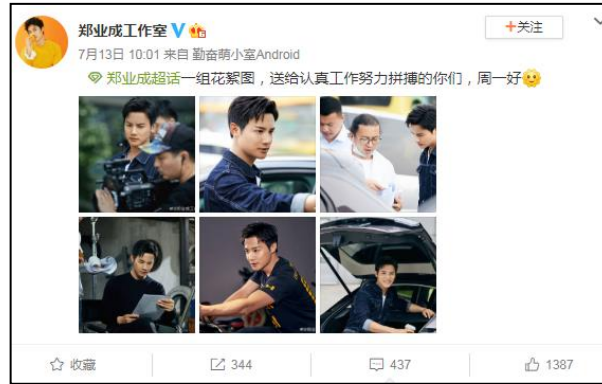 郑业成工作室
+关注
7月13日 10:01 来自 勤奋萌小室Android
郑业成超话一组花絮图，送给认真工作努力拼搏的你们，周一好
收藏
344
437
1387